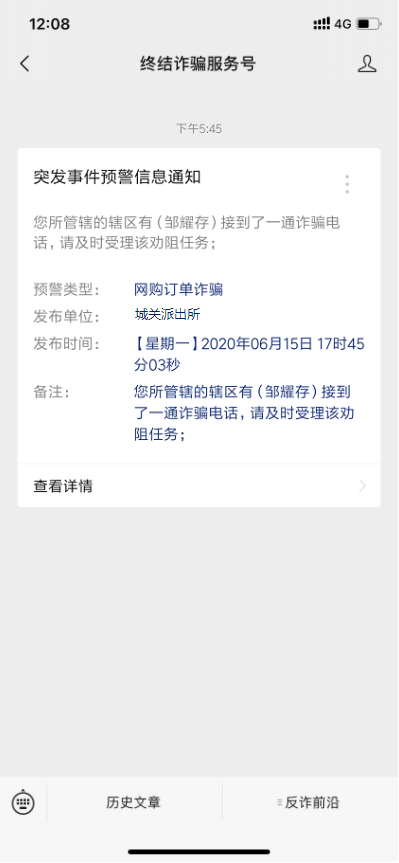 12:08
4G
终结诈骗服务号
下午5:45
突发事件预警信息通知
您所管辖的辖区有（邹耀存）接到了一通诈骗电
话，请及时受理该劝阻任务；
预警类型：
网购订单诈骗
发布单位：
城关派出所
发布时间：
【星期一】2020年06月15日 17时45
分03秒
备注：
您所管辖的辖区有（邹耀存）接到
了一通诈骗电话，请及时受理该劝
阻任务；
查看详情
历史文章
反诈前沿